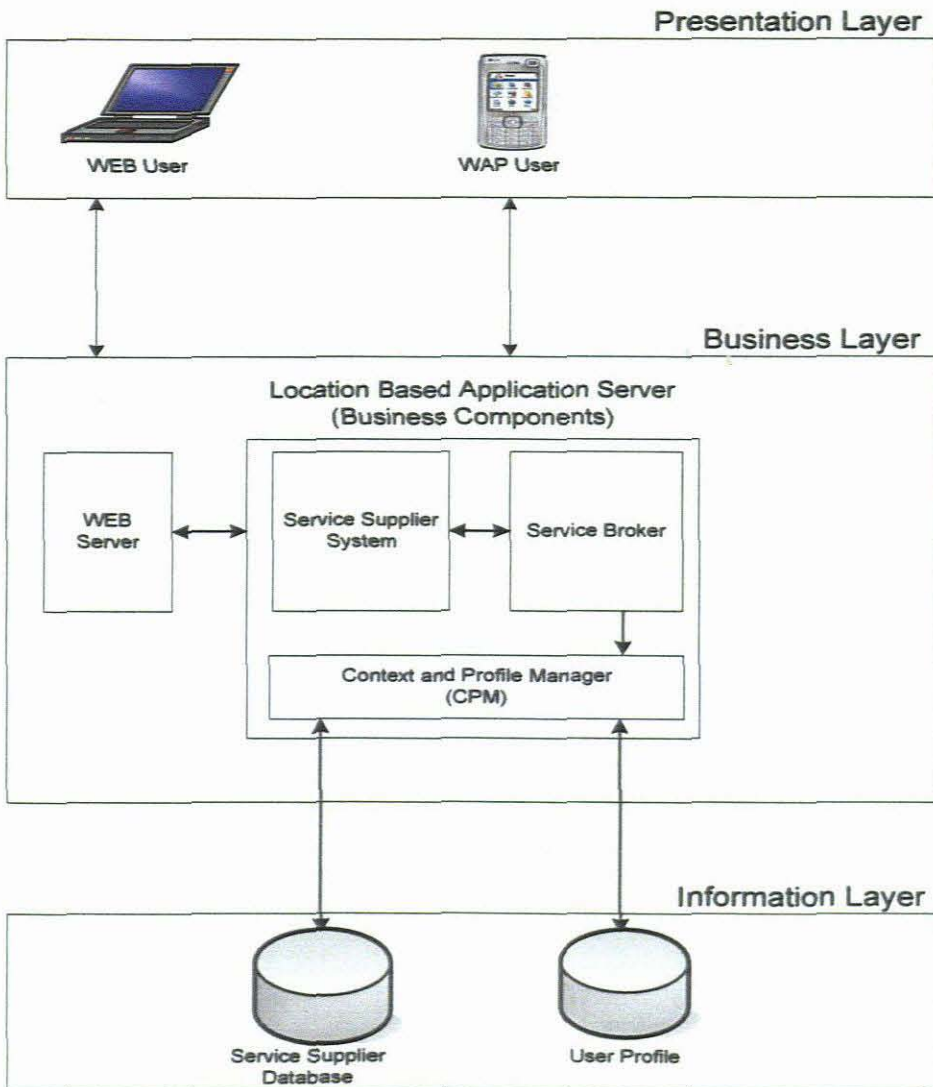 Presentation Layer
WEB User
WAP User
Business Layer
Location Based Application Server
(Business Components)
WEB
Server
Service Supplier
System
Service Broker
Context and Profile Manager
(CPM)
Information Layer
Service Supplier
Database
User Profile